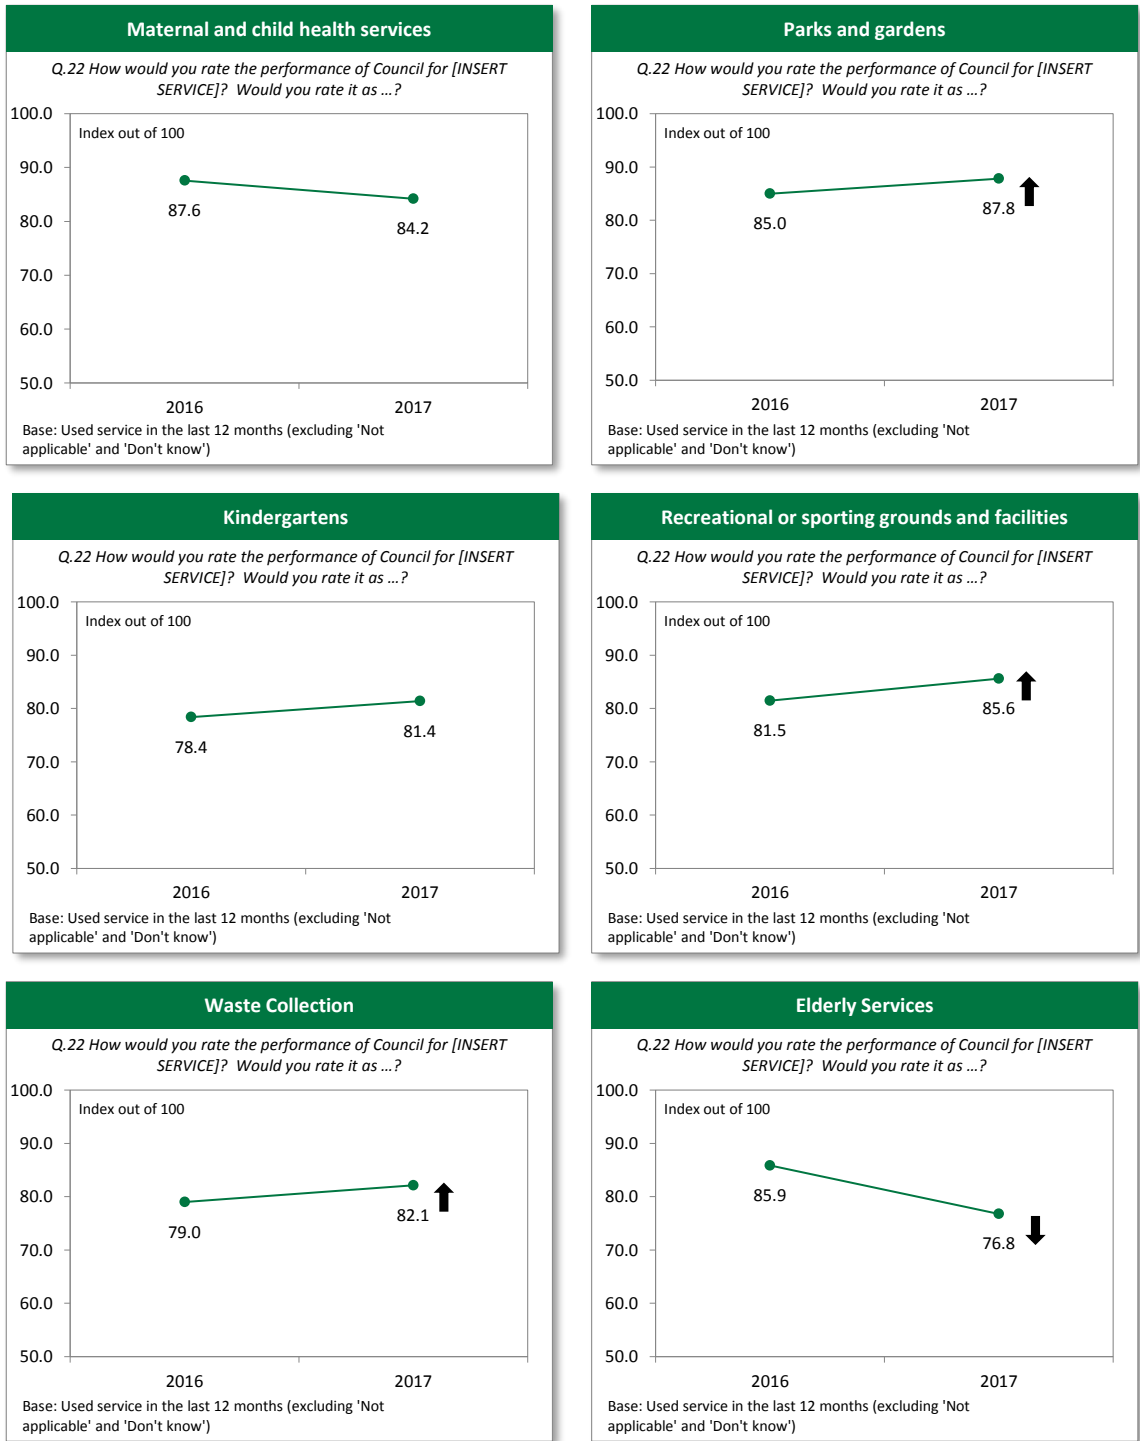 Maternal and child health services
Q.22 How would you rate the performance of Council for [INSERT
SERVICE]?  Would you rate it as …?
100.0
Index out of 100
90.0
80.0
70.0
60.0
50.0
87.6
84.2
2016
2017
Base: Used service in the last 12 months (excluding 'Not
applicable' and 'Don't know')
Parks and gardens
Q.22 How would you rate the performance of Council for [INSERT
SERVICE]?  Would you rate it as …?
100.0
Index out of 100
90.0
80.0
70.0
60.0
50.0
85.0
87.8
2016
2017
Base: Used service in the last 12 months (excluding 'Not
applicable' and 'Don't know')
Kindergartens
Q.22 How would you rate the performance of Council for [INSERT
SERVICE]?  Would you rate it as …?
100.0
Index out of 100
90.0
80.0
70.0
60.0
50.0
78.4
81.4
2016
2017
Base: Used service in the last 12 months (excluding 'Not
applicable' and 'Don't know')
Recreational or sporting grounds and facilities
Q.22 How would you rate the performance of Council for [INSERT
SERVICE]?  Would you rate it as …?
100.0
Index out of 100
90.0
80.0
70.0
60.0
50.0
81.5
85.6
2016
2017
Base: Used service in the last 12 months (excluding 'Not
applicable' and 'Don't know')
Waste Collection
Q.22 How would you rate the performance of Council for [INSERT
SERVICE]?  Would you rate it as …?
100.0
Index out of 100
90.0
80.0
70.0
60.0
50.0
79.0
82.1
2016
2017
Base: Used service in the last 12 months (excluding 'Not
applicable' and 'Don't know')
Elderly Services
Q.22 How would you rate the performance of Council for [INSERT
SERVICE]?  Would you rate it as …?
100.0
Index out of 100
90.0
80.0
70.0
60.0
50.0
85.9
76.8
2016
2017
Base: Used service in the last 12 months (excluding 'Not
applicable' and 'Don't know')